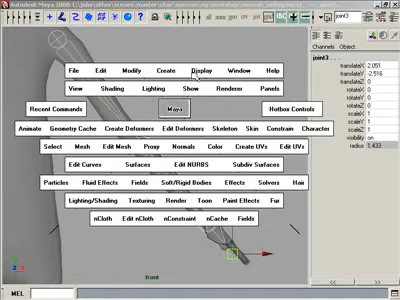 Autodesk Maya 2008
joint3
Channels Object
joint3 . . .
translateX 2.051
translateY -2.516
translateZ 0
rotateX 0
rotateY 0
rotateZ 0
scaleX 1
scaleY 1
scaleZ 1
visibility on
radius 1.433
File Edit Modify Create Display Window Help
View Shading Lighting Show Renderer Panels
Recent Commands Maya Hotbox Controls
Animate Geometry Cache Create Deformers Edit Deformers Skeleton Skin Constrain Character
Select Mesh Edit Mesh Proxy Normals Color Create UVs Edit UVs
Edit Curves Surfaces Edit NURBS Subdiv Surfaces
Particles Fluid Effects Fields Soft/Rigid Bodies Effects Solvers Hair
Lighting/Shading Texturing Render Toon Paint Effects Fur
nCloth Edit nCloth nConstraint nCache Fields
front
MEL